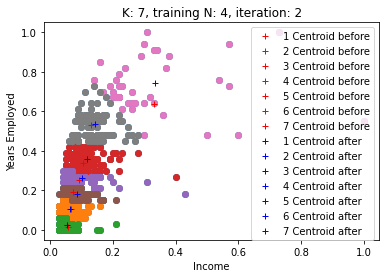 K: 7, training N: 4, iteration: 2
1.0
0.8
0.6
0.4
0.2
0.0
Years Employed
0.0 0.2 0.4 0.6 0.8 1.0
Income
1 Centroid before
2 Centroid before
3 Centroid before
4 Centroid before
5 Centroid before
6 Centroid before
7 Centroid before
1 Centroid after
2 Centroid after
3 Centroid after
4 Centroid after
5 Centroid after
6 Centroid after
7 Centroid after